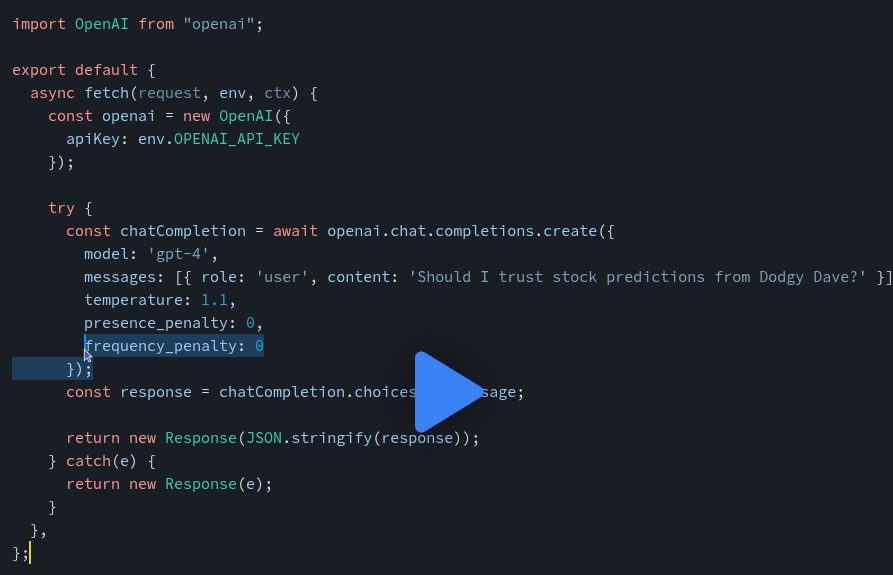 import OpenAI from "openai";
export default {
async fetch(request, env, ctx) {
const openai = new OpenAI({
apiKey: env.OPENAI_API_KEY
});
try {
const chatCompletion = await openai.chat.completions.create({
model: 'gpt-4',
messages: [{ role: 'user', content: 'Should I trust stock predictions from Dodgy Dave?' }]
temperature: 1.1,
presence_penalty: 0,
frequency_penalty: 0
});
const response = chatCompletion.choices sage;
return new Response(JSON.stringify(response));
} catch(e) {
return new Response(e);
}
},
};